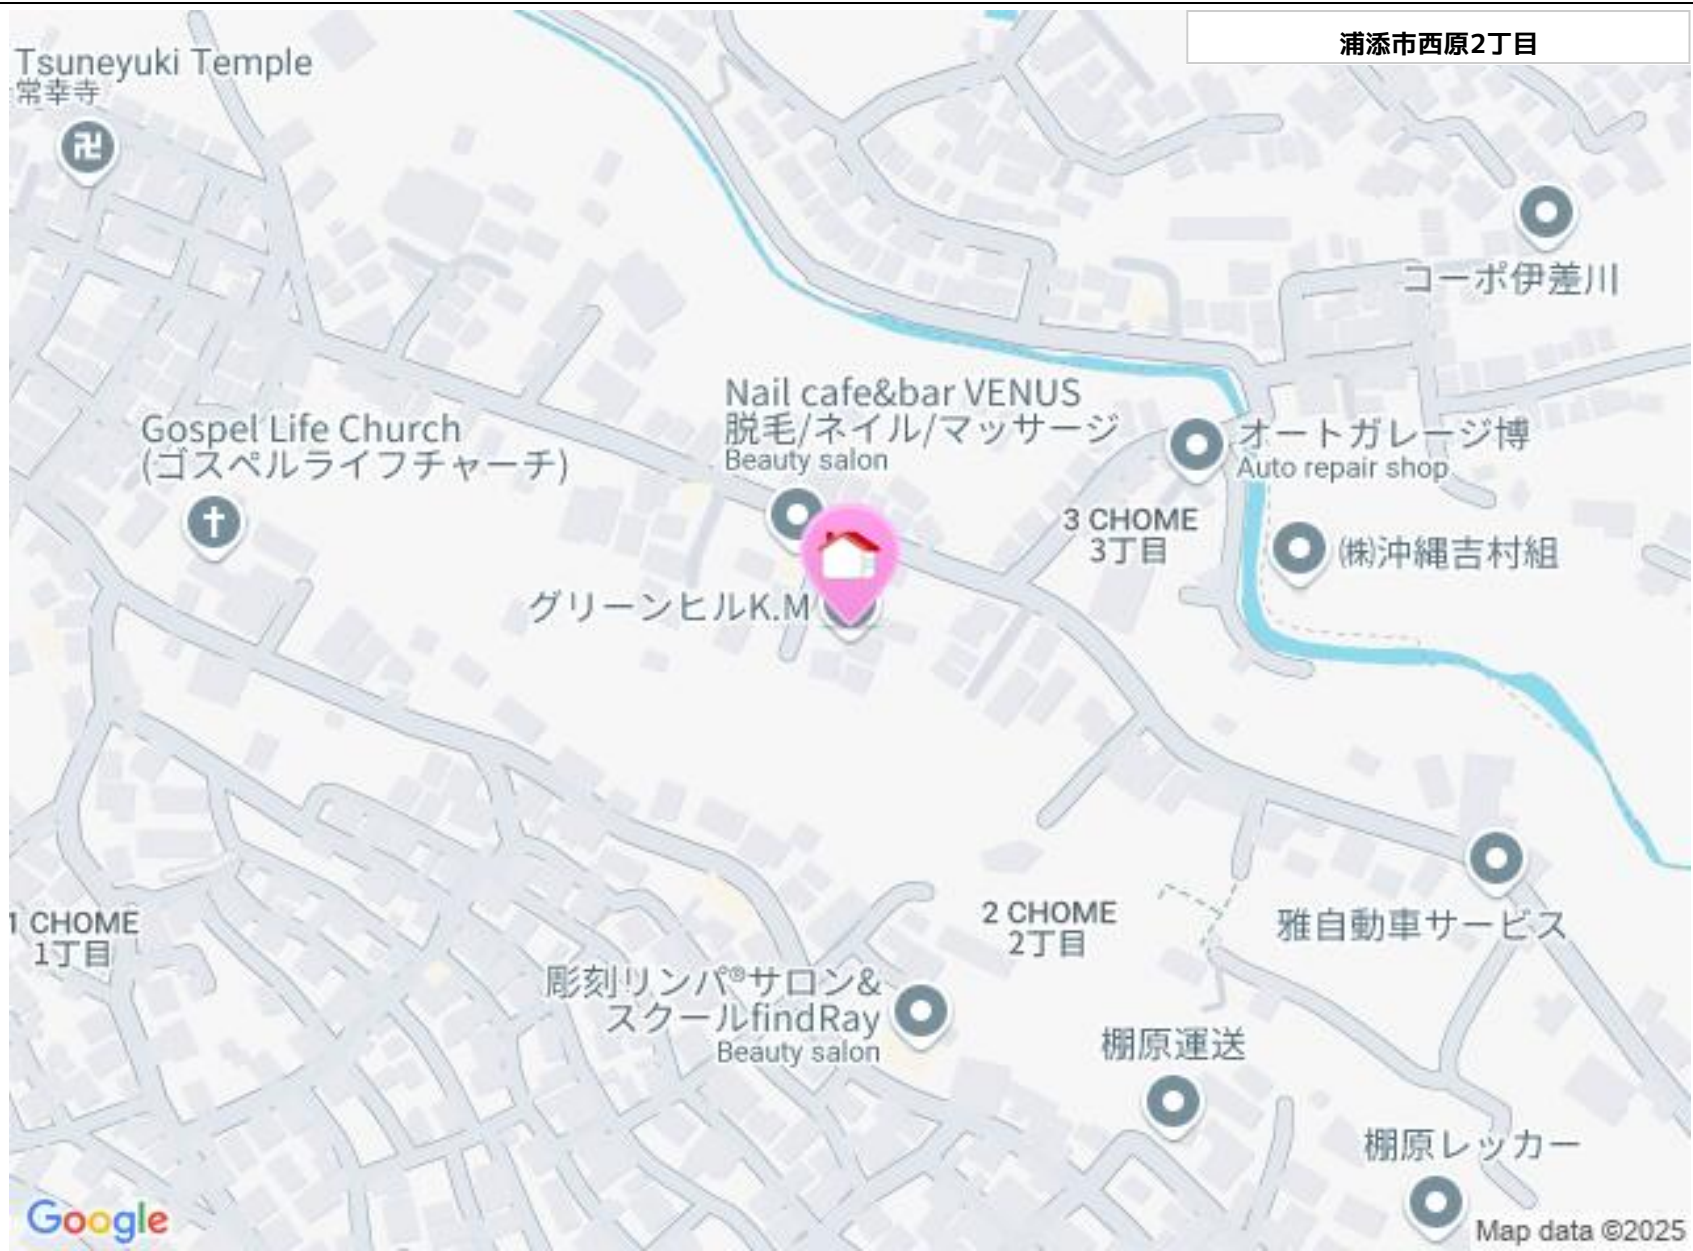 浦添市西原2丁目
Tsuneyuki Temple
常幸寺
卍
コーポ伊差川
Nail cafe&bar VENUS
脱毛/ネイル/マッサージ
Beauty salon
Gospel Life Church
(ゴスペルライフチャーチ)
オートガレージ博
Auto repair shop
3 CHOME
3丁目
㈱沖縄吉村組
グリーンヒルK.M
1 CHOME
1丁目
2 CHOME
2丁目
雅自動車サービス
彫刻リンパ®サロン&
スクールfindRay
Beauty salon
棚原運送
棚原レッカー
Google
Map data ©2025